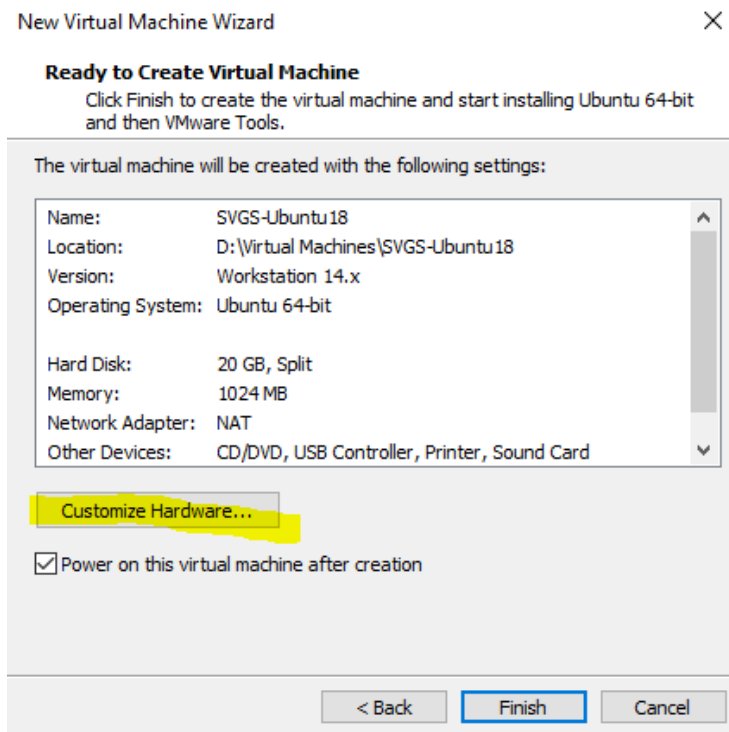 New Virtual Machine Wizard
Ready to Create Virtual Machine
Click Finish to create the virtual machine and start installing Ubuntu 64-bit
and then VMware Tools.
The virtual machine will be created with the following settings:
Name: SVGS-Ubuntu18
Location: D:\Virtual Machines\SVGS-Ubuntu18
Version: Workstation 14.x
Operating System: Ubuntu 64-bit
Hard Disk: 20 GB, Split
Memory: 1024 MB
Network Adapter: NAT
Other Devices: CD/DVD, USB Controller, Printer, Sound Card
Customize Hardware...
Power on this virtual machine after creation
< Back Finish Cancel